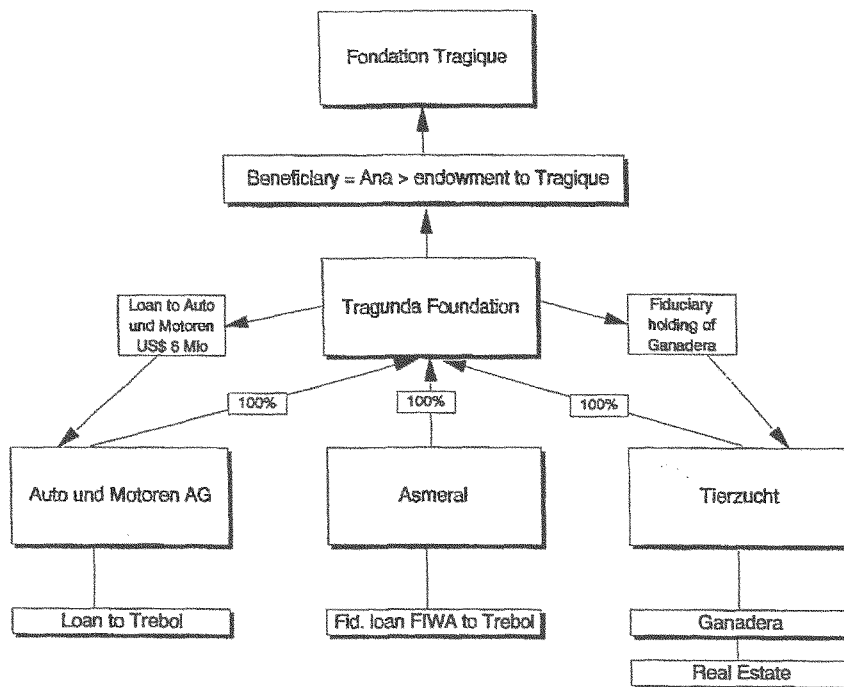 Fondation Tragique
Beneficiary = Ana > endowment to Tragique
Tragunda Foundation
Loan to Auto
und Motoren
US$ 6 Mio
Fiduciary
holding of
Ganadera
100%
100%
100%
Auto und Motoren AG
Asmeral
Tierzucht
Loan to Trebol
Fid. loan FIWA to Trebol
Ganadera
Real Estate